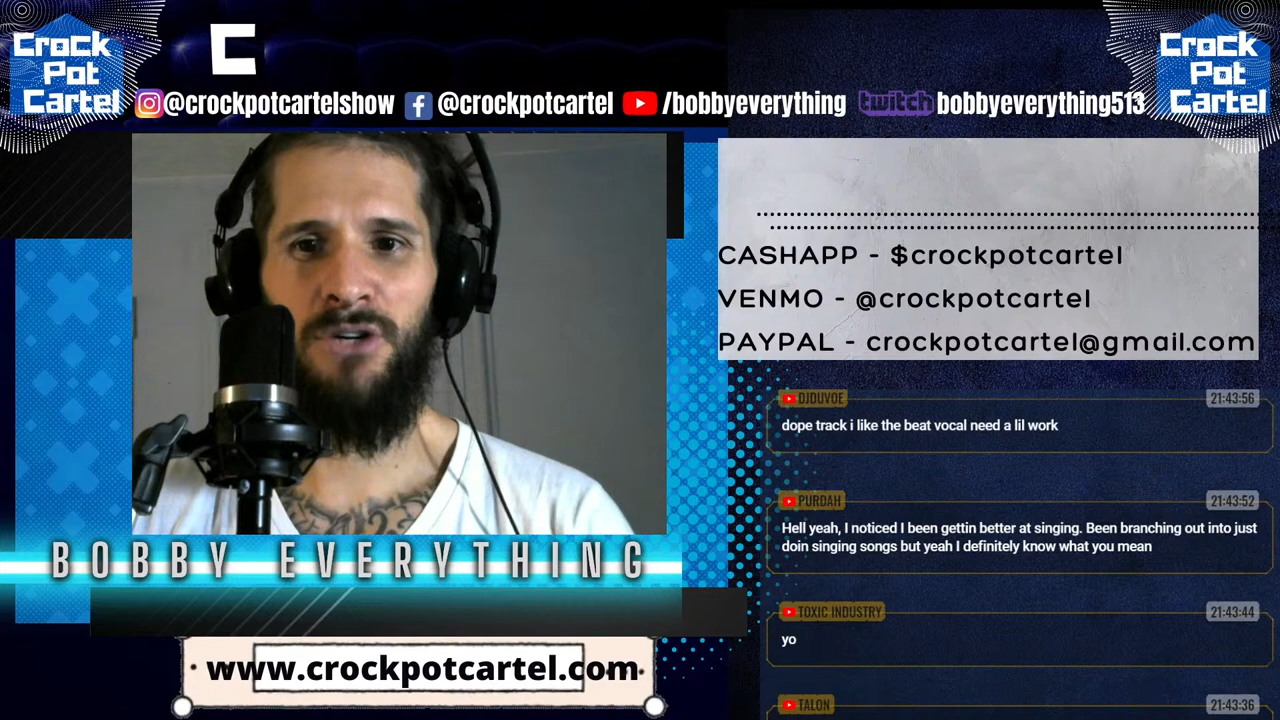 Crock
Pot
Cartel
C
@crockpotcartelshow @crockpotcartel /bobbyeverything twitch bobbyeverything513
Crock
Pot
Cartel
CASHAPP - $crockpotcartel
VENMO - @crockpotcartel
PAYPAL - crockpotcartel@gmail.com
DJDUVOE 21:43:56
dope track i like the beat vocal need a lil work
PURDAH 21:43:52
Hell yeah, I noticed I been gettin better at singing. Been branching out into just
doin singing songs but yeah I definitely know what you mean
TOXIC INDUSTRY 21:43:44
yo
TALON 21:43:36
BOBBY EVERYTHING
www.crockpotcartel.com